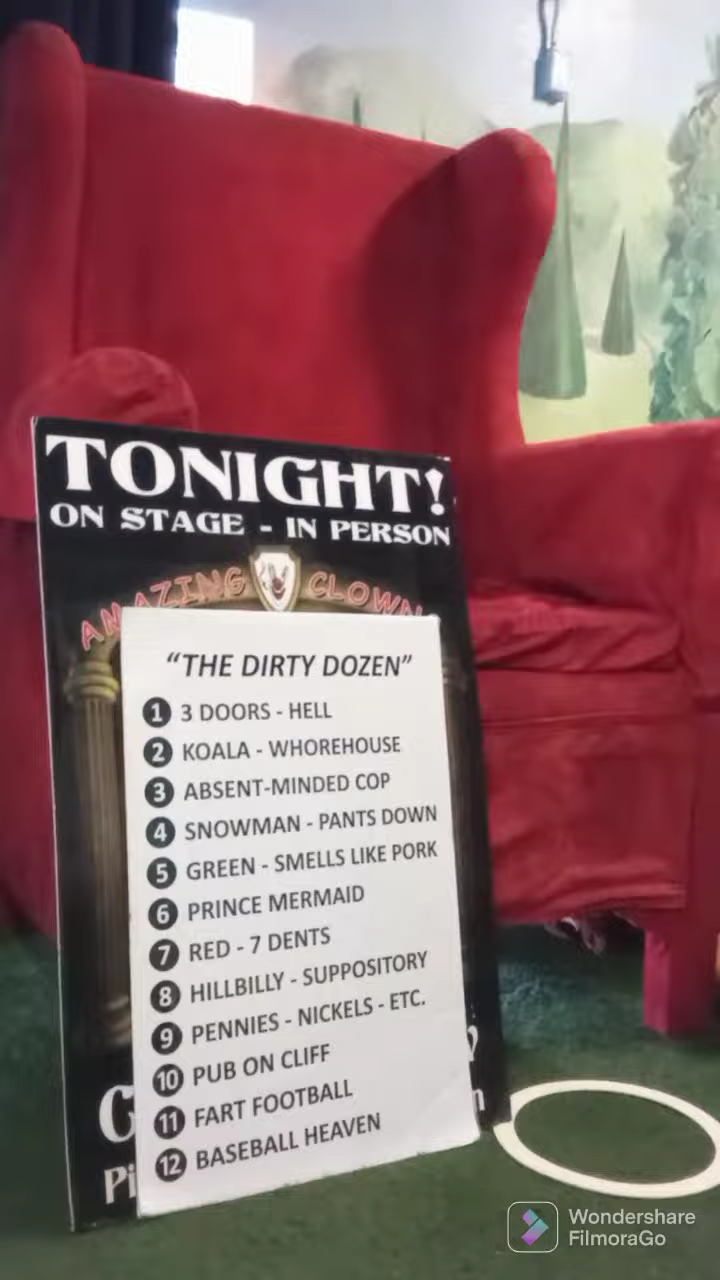 TONIGHT!
ON STAGE - IN PERSON
AMAZING CLOWN
"THE DIRTY DOZEN"
1 3 DOORS - HELL
2 KOALA - WHOREHOUSE
3 ABSENT-MINDED COP
4 SNOWMAN - PANTS DOWN
5 GREEN - SMELLS LIKE PORK
6 PRINCE MERMAID
7 RED - 7 DENTS
8 HILLBILLY - SUPPOSITORY
9 PENNIES - NICKELS - ETC.
10 PUB ON CLIFF
11 FART FOOTBALL
12 BASEBALL HEAVEN
Wondershare
FilmoraGo